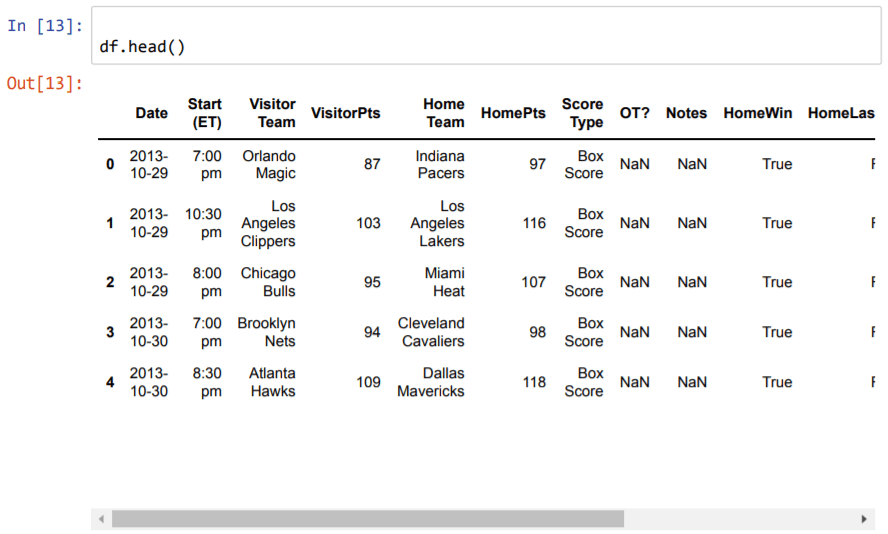 In [13]:
df.head()
Out[13]:
Date Start (ET) Visitor Team VisitorPts Home Team HomePts Score Type OT? Notes HomeWin HomeLas
0 2013-10-29 7:00 pm Orlando Magic 87 Indiana Pacers 97 Box Score NaN NaN True F
1 2013-10-29 10:30 pm Los Angeles Clippers 103 Los Angeles Lakers 116 Box Score NaN NaN True F
2 2013-10-29 8:00 pm Chicago Bulls 95 Miami Heat 107 Box Score NaN NaN True F
3 2013-10-30 7:00 pm Brooklyn Nets 94 Cleveland Cavaliers 98 Box Score NaN NaN True F
4 2013-10-30 8:30 pm Atlanta Hawks 109 Dallas Mavericks 118 Box Score NaN NaN True F